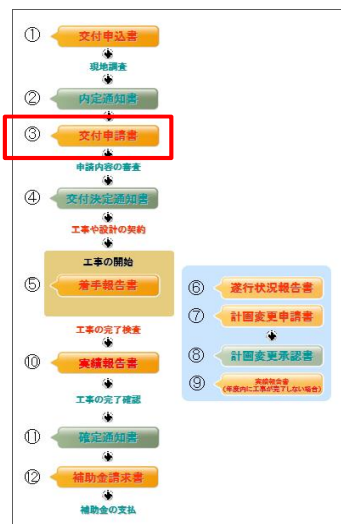 ① 交付申込書
現地調査
② 内定通知書
③ 交付申請書
申請内容の審査
④ 交付決定通知書
工事や設計の契約
工事の開始
⑤ 着手報告書
工事の完了検査
⑩ 実績報告書
工事の完了確認
⑪ 確定通知書
⑫ 補助金請求書
補助金の支払
⑥ 遂行状況報告書
⑦ 計画変更申請書
⑧ 計画変更承認書
⑨ 実績報告書
(年度内に工事が完了しない場合)